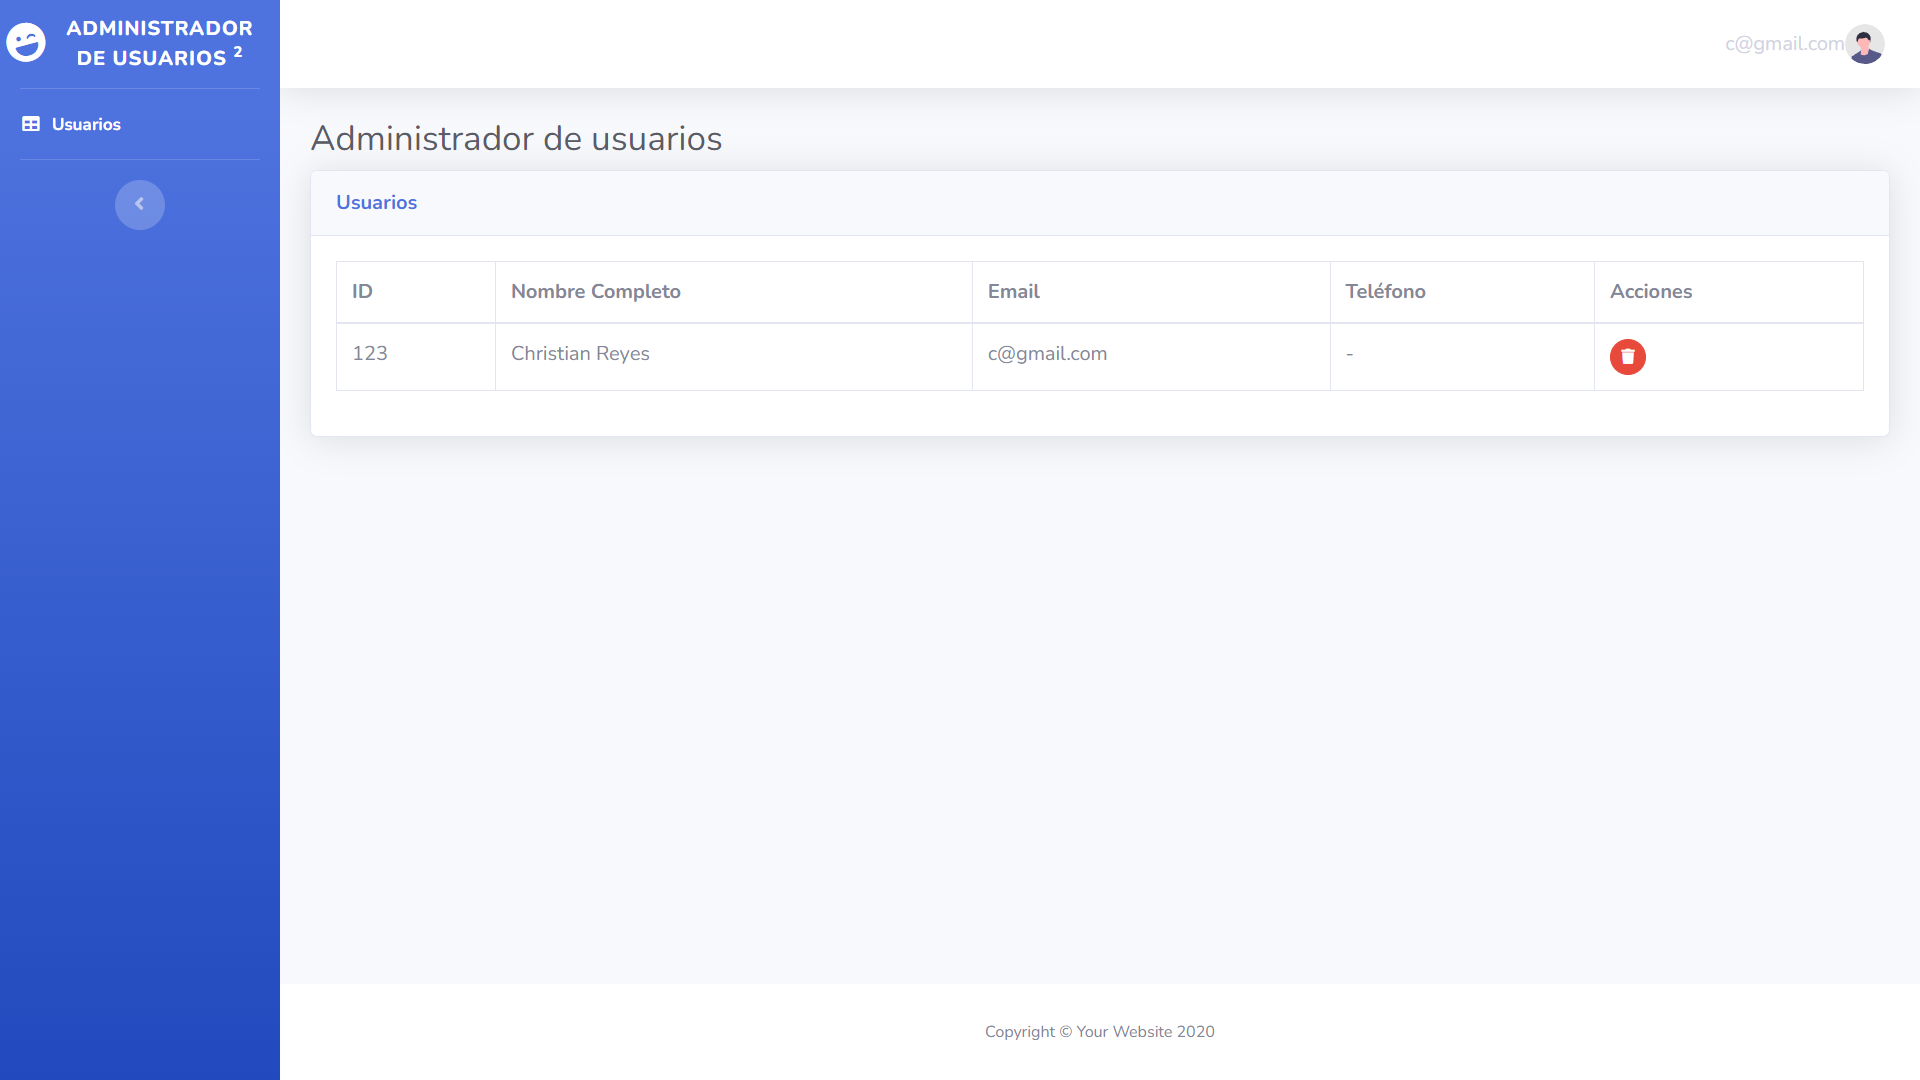 ADMINISTRADOR
DE USUARIOS 2
Usuarios
c@gmail.com
Administrador de usuarios
Usuarios
ID Nombre Completo Email Teléfono Acciones
123 Christian Reyes c@gmail.com -
Copyright © Your Website 2020